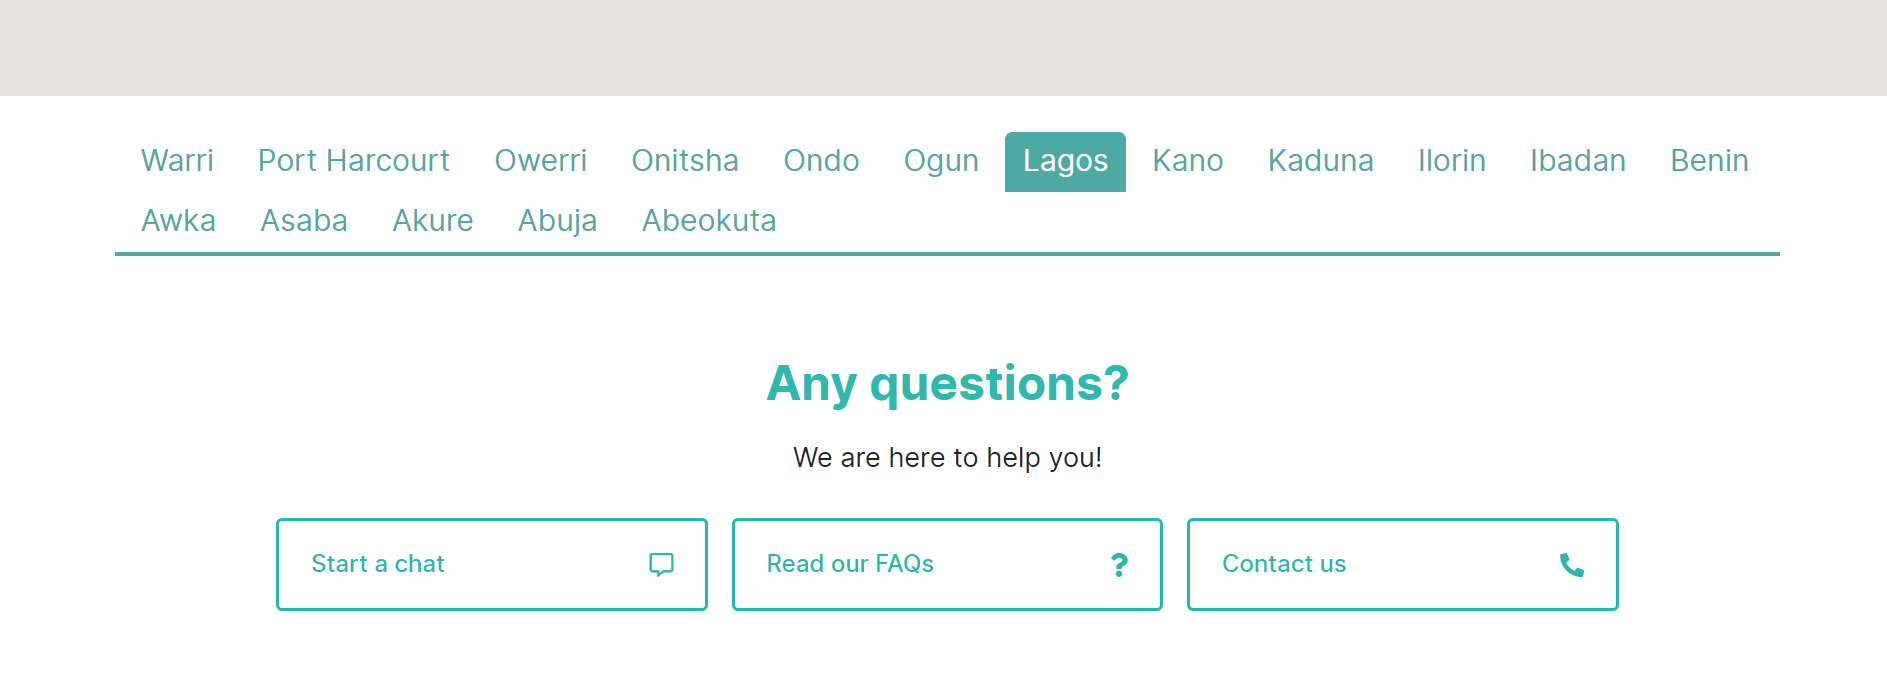 Warri Port Harcourt Owerri Onitsha Ondo Ogun Lagos Kano Kaduna Ilorin Ibadan Benin
Awka Asaba Akure Abuja Abeokuta
Any questions?
We are here to help you!
Start a chat
Read our FAQs
Contact us